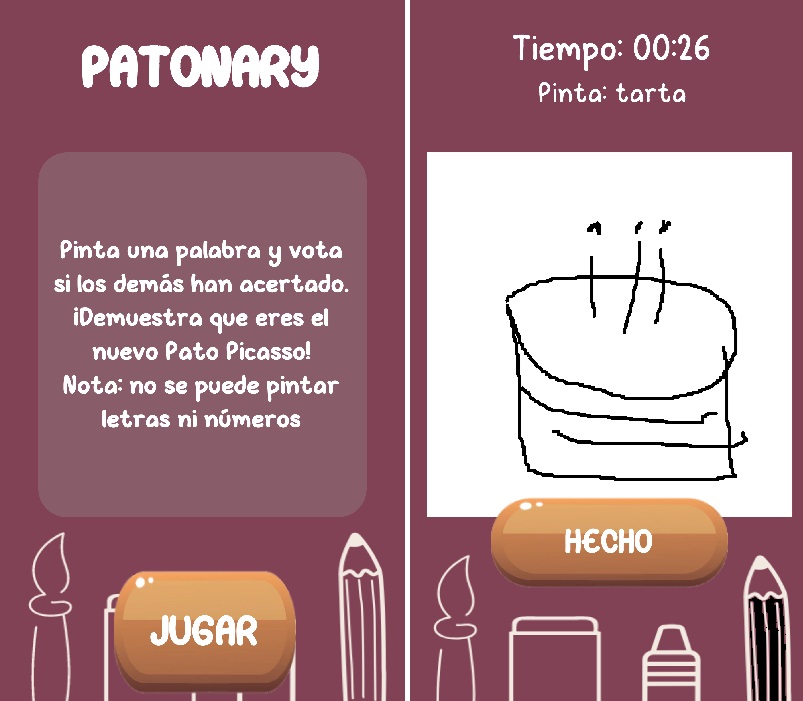 PATONARY
Pinta una palabra y vota
si los demás han acertado.
¡Demuestra que eres el
nuevo Pato Picasso!
Nota: no se puede pintar
letras ni números
JUGAR
Tiempo: 00:26
Pinta: tarta
HECHO